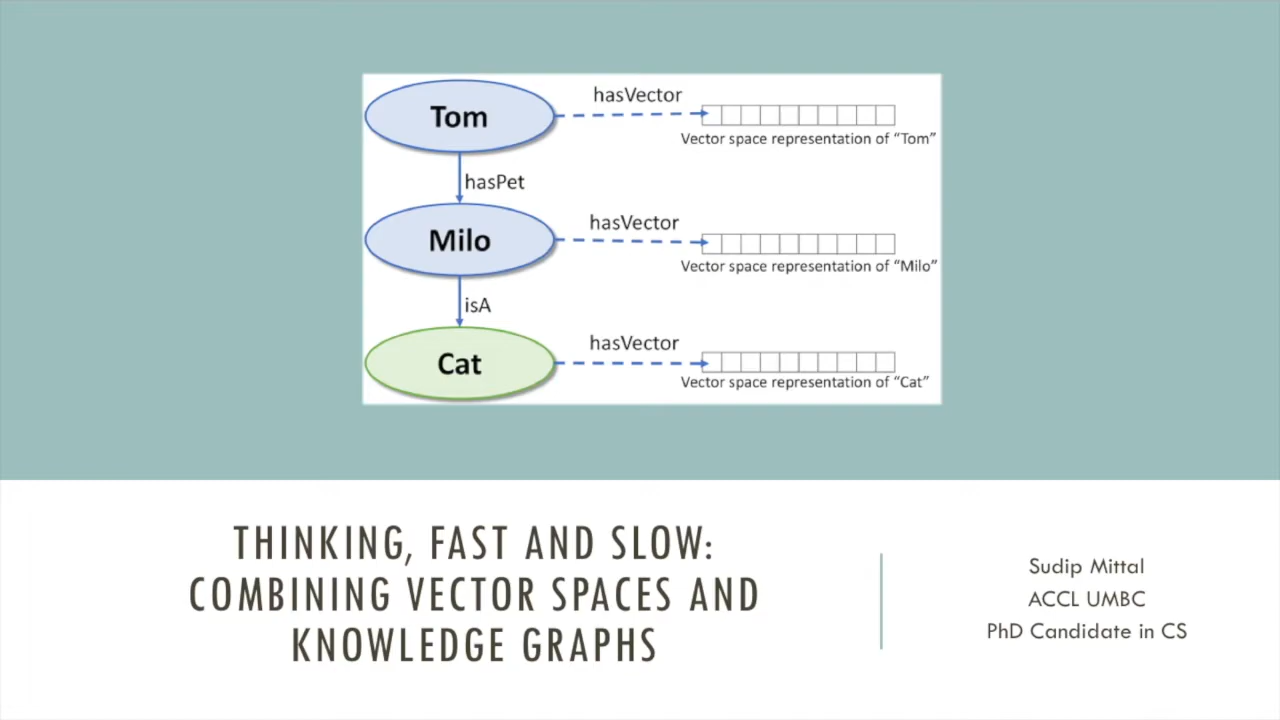 Tom
hasVector
Vector space representation of “Tom”
hasPet
Milo
hasVector
Vector space representation of “Milo”
isA
Cat
hasVector
Vector space representation of “Cat”
THINKING, FAST AND SLOW:
COMBINING VECTOR SPACES AND
KNOWLEDGE GRAPHS
Sudip Mittal
ACCL UMBC
PhD Candidate in CS